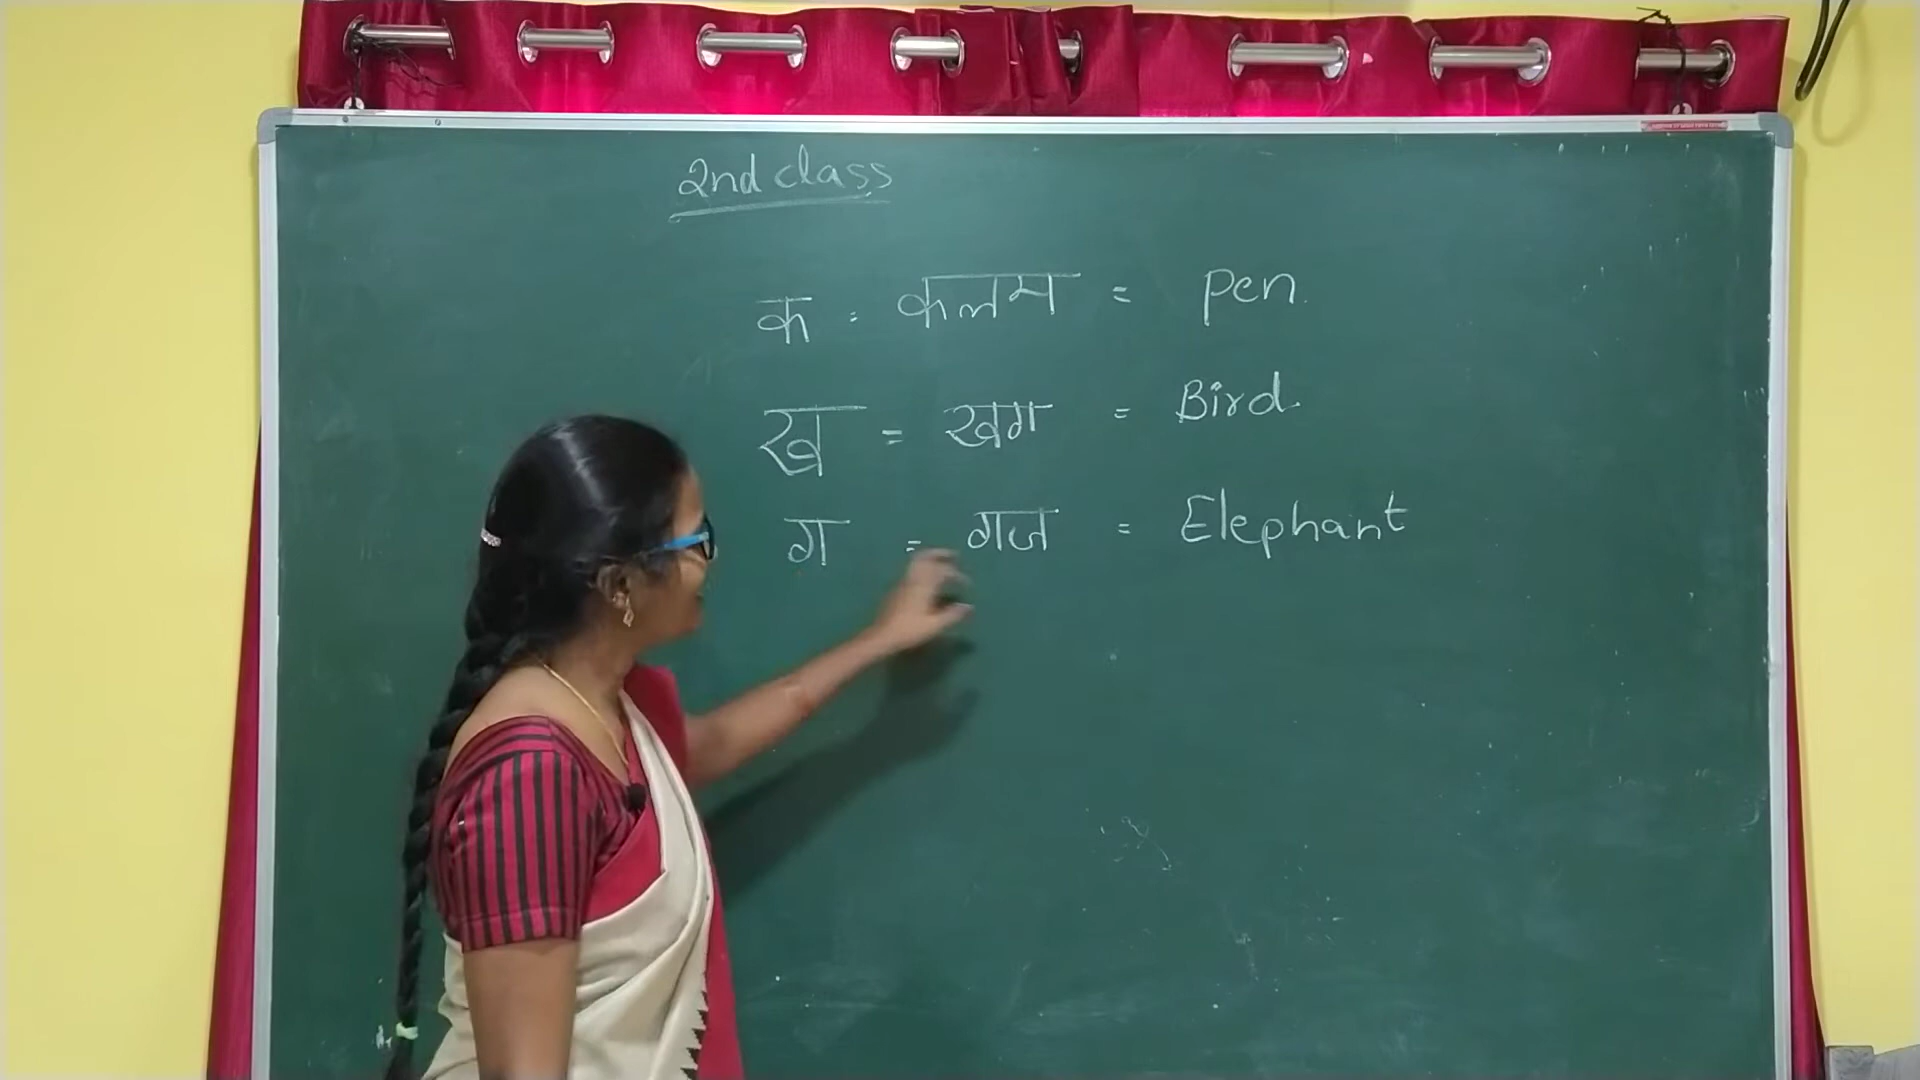 2nd class
क = कलम = pen
ख = खग = Bird
ग = गज = Elephant